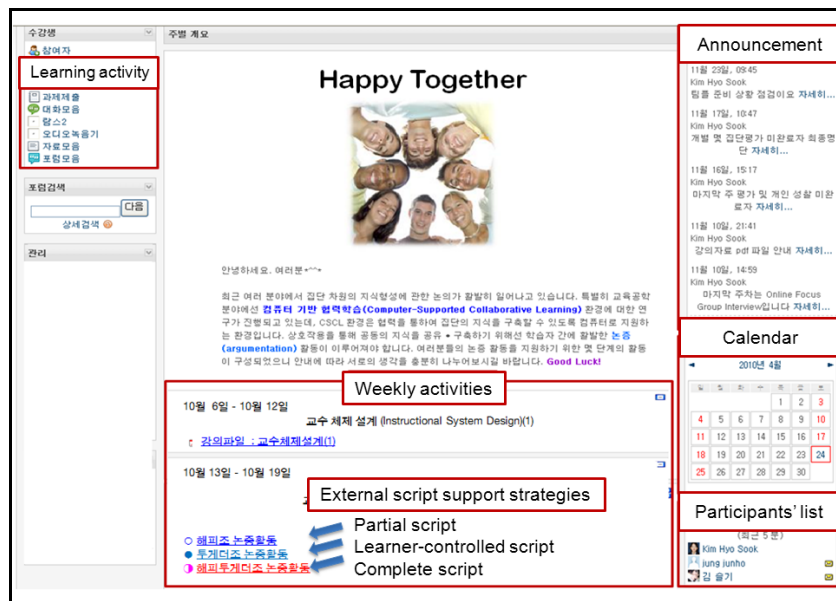 수강생
참여자
Learning activity
과제제출
대화모음
랍스2
오디오녹음기
자료모음
포럼모음
포럼검색
다음
상세검색
관리
주별 개요
Happy Together
안녕하세요. 여러분*^^*
최근 여러 분야에서 집단 차원의 지식형성에 관한 논의가 활발히 일어나고 있습니다. 특별히 교육공학
분야에선 컴퓨터 기반 협력학습(Computer-Supported Collaborative Learning) 환경에 대한 연
구가 진행되고 있는데, CSCL 환경은 협력을 통하여 집단의 지식을 구축할 수 있도록 컴퓨터로 지원하
는 환경입니다. 상호작용을 통해 공동의 지식을 공유 • 구축하기 위해선 학습자 간에 활발한 논증
(argumentation) 활동이 이루어져야 합니다. 여러분들의 논증 활동을 지원하기 위한 몇 단계의 활동
이 구성되었으니 안내에 따라 서로의 생각을 충분히 나누어보시길 바랍니다. Good Luck!
Weekly activities
10월 6일 - 10월 12일
교수 체제 설계 (Instructional System Design)(1)
강의파일 : 교수체제설계(1)
10월 13일 - 10월 19일
External script support strategies
해피조 논증활동
Partial script
투게더조 논증활동
Learner-controlled script
해피투게더조 논증활동
Complete script
Announcement
11월 23일, 09:45
Kim Hyo Sook
팀플 준비 상황 점검이요 자세히...
11월 17일, 10:47
Kim Hyo Sook
개별 및 집단평가 미완료자 최종명
단 자세히...
11월 16일, 15:17
Kim Hyo Sook
마지막 주 평가 및 개인 성찰 미완
료자 자세히...
11월 10일, 21:41
Kim Hyo Sook
강의자료 pdf 파일 안내 자세히...
11월 10일, 14:59
Kim Hyo Sook
마지막 주차는 Online Focus
Group Interview입니다 자세히...
Calendar
◄ 2010년 4월 ►
일 월 화 수 목 금 토
1 2 3
4 5 6 7 8 9 10
11 12 13 14 15 16 17
18 19 20 21 22 23 24
25 26 27 28 29 30
Participants' list
(최근 5 분)
Kim Hyo Sook
jung junho
김 슬기